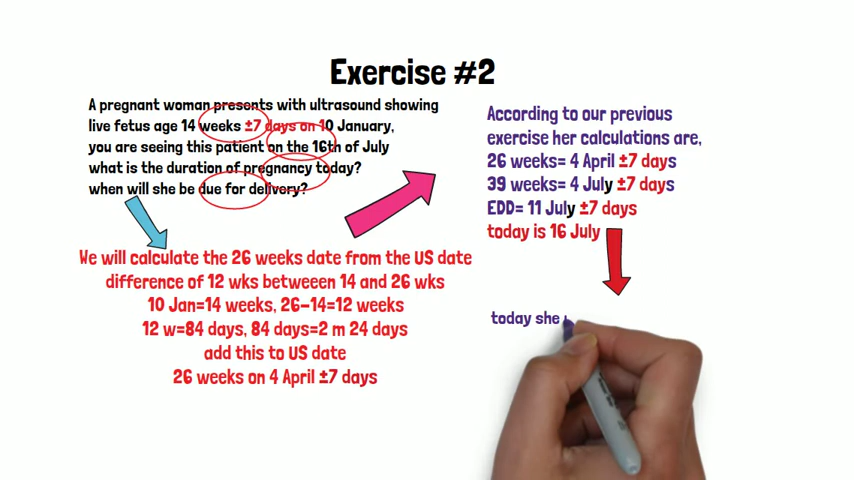 Exercise #2
A pregnant woman presents with ultrasound showing
live fetus age 14 weeks ±7 days on 10 January,
you are seeing this patient on the 16th of July
what is the duration of pregnancy today?
when will she be due for delivery?
We will calculate the 26 weeks date from the US date
difference of 12 wks betweeen 14 and 26 wks
10 Jan=14 weeks, 26-14=12 weeks
12 w=84 days, 84 days=2 m 24 days
add this to US date
26 weeks on 4 April ±7 days
According to our previous
exercise her calculations are,
26 weeks= 4 April ±7 days
39 weeks= 4 July ±7 days
EDD= 11 July ±7 days
today is 16 July
today she